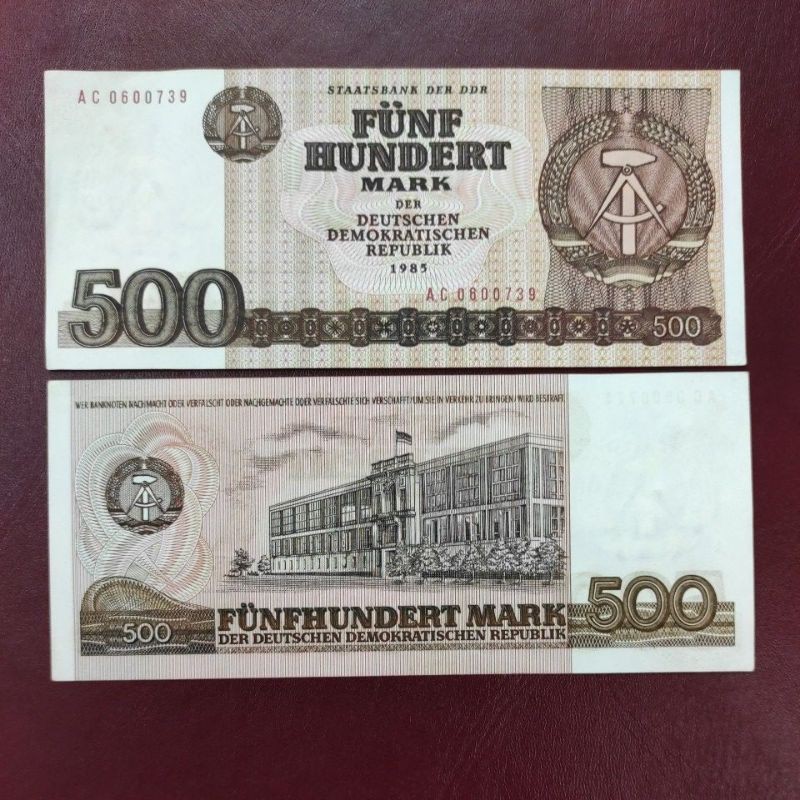 AC 0600739
STAATSBANK DER DDR
FÜNF
HUNDERT
MARK
DER
DEUTSCHEN
DEMOKRATISCHEN
REPUBLIK
1985
AC 0600739
500
500
WER BANKNOTEN NACHMACHT ODER VERFÄLSCHT ODER NACHGEMACHTE ODER VERFÄLSCHTE SICH VERSCHAFFT UM SIE IN VERKEHR ZU BRINGEN/WIRD BESTRAFT
500
FÜNFHUNDERT MARK
DER DEUTSCHEN DEMOKRATISCHEN REPUBLIK
500